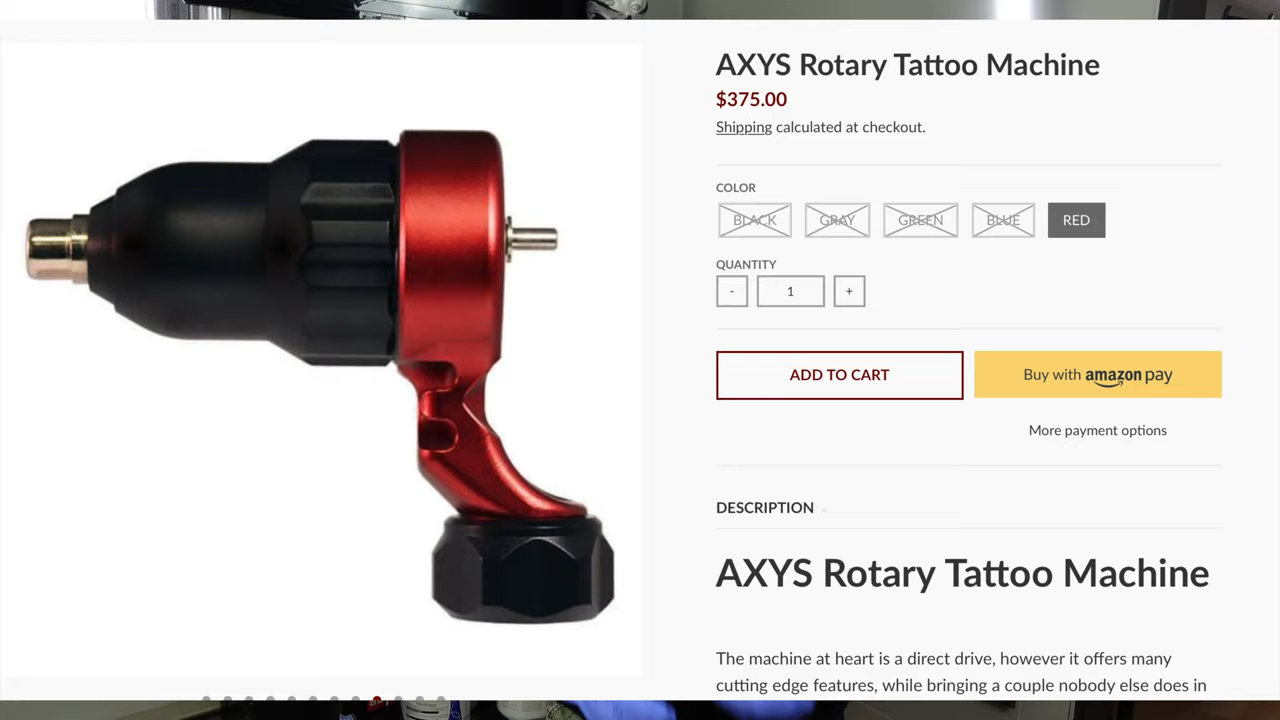 AXYS Rotary Tattoo Machine
$375.00
Shipping calculated at checkout.
COLOR
BLACK GRAY GREEN BLUE RED
QUANTITY
- 1 +
ADD TO CART Buy with amazon pay
More payment options
DESCRIPTION
AXYS Rotary Tattoo Machine
The machine at heart is a direct drive, however it offers many
cutting edge features, while bringing a couple nobody else does in